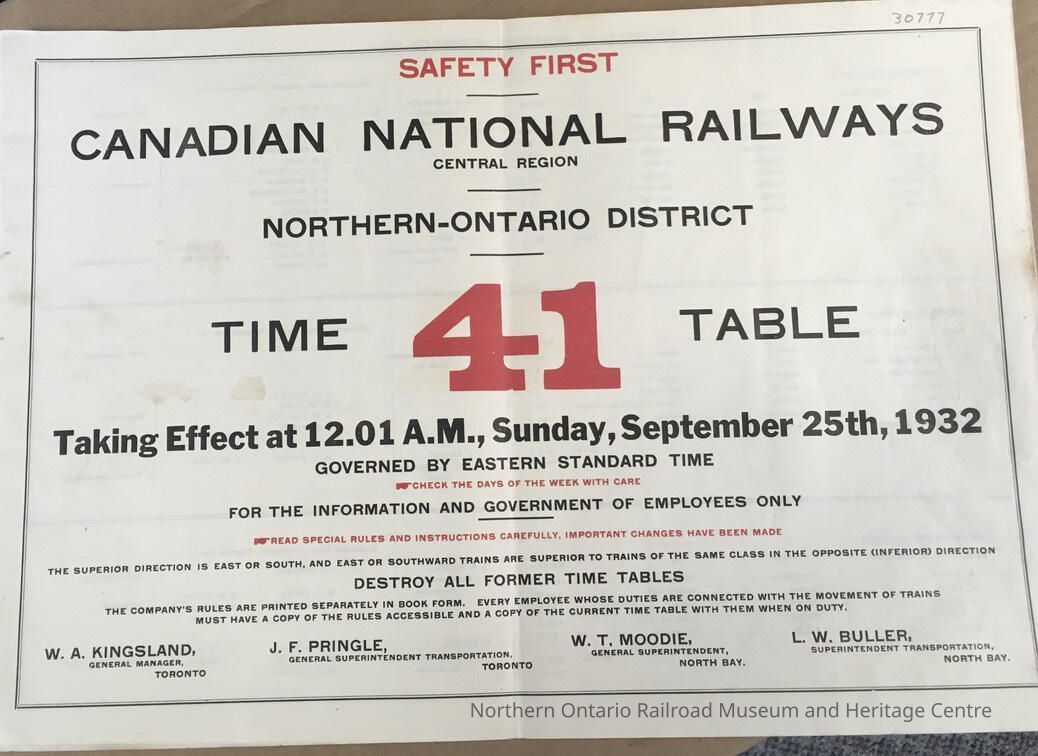 30777
SAFETY FIRST
CANADIAN NATIONAL RAILWAYS
CENTRAL REGION
NORTHERN-ONTARIO DISTRICT
TIME 41 TABLE
Taking Effect at 12.01 A.M., Sunday, September 25th, 1932
GOVERNED BY EASTERN STANDARD TIME
☛CHECK THE DAYS OF THE WEEK WITH CARE
FOR THE INFORMATION AND GOVERNMENT OF EMPLOYEES ONLY
☛READ SPECIAL RULES AND INSTRUCTIONS CAREFULLY, IMPORTANT CHANGES HAVE BEEN MADE
THE SUPERIOR DIRECTION IS EAST OR SOUTH, AND EAST OR SOUTHWARD TRAINS ARE SUPERIOR TO TRAINS OF THE SAME CLASS IN THE OPPOSITE (INFERIOR) DIRECTION
DESTROY ALL FORMER TIME TABLES
THE COMPANY'S RULES ARE PRINTED SEPARATELY IN BOOK FORM. EVERY EMPLOYEE WHOSE DUTIES ARE CONNECTED WITH THE MOVEMENT OF TRAINS
MUST HAVE A COPY OF THE RULES ACCESSIBLE AND A COPY OF THE CURRENT TIME TABLE WITH THEM WHEN ON DUTY.
W. A. KINGSLAND,
GENERAL MANAGER,
TORONTO
J. F. PRINGLE,
GENERAL SUPERINTENDENT TRANSPORTATION,
TORONTO
W. T. MOODIE,
GENERAL SUPERINTENDENT,
NORTH BAY.
L. W. BULLER,
SUPERINTENDENT TRANSPORTATION,
NORTH BAY.
Northern Ontario Railroad Museum and Heritage Centre